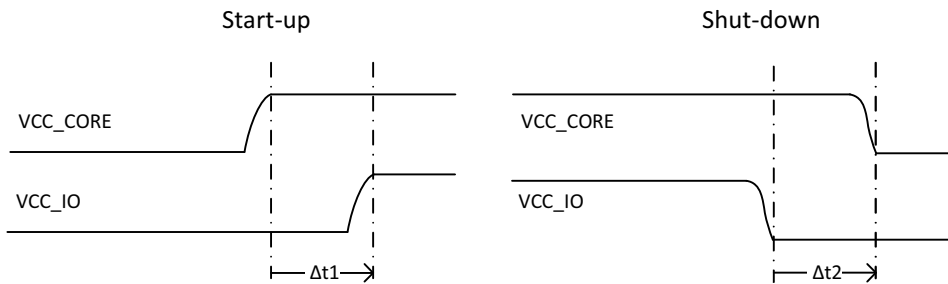 Start-up
Shut-down
VCC_CORE
VCC_CORE
VCC_IO
VCC_IO
Δt1
Δt2